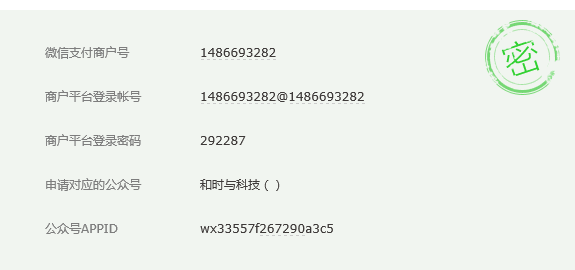 微信支付商户号 1486693282
商户平台登录帐号 1486693282@1486693282
商户平台登录密码 292287
申请对应的公众号 和时与科技（ ）
公众号APPID wx33557f267290a3c5
密